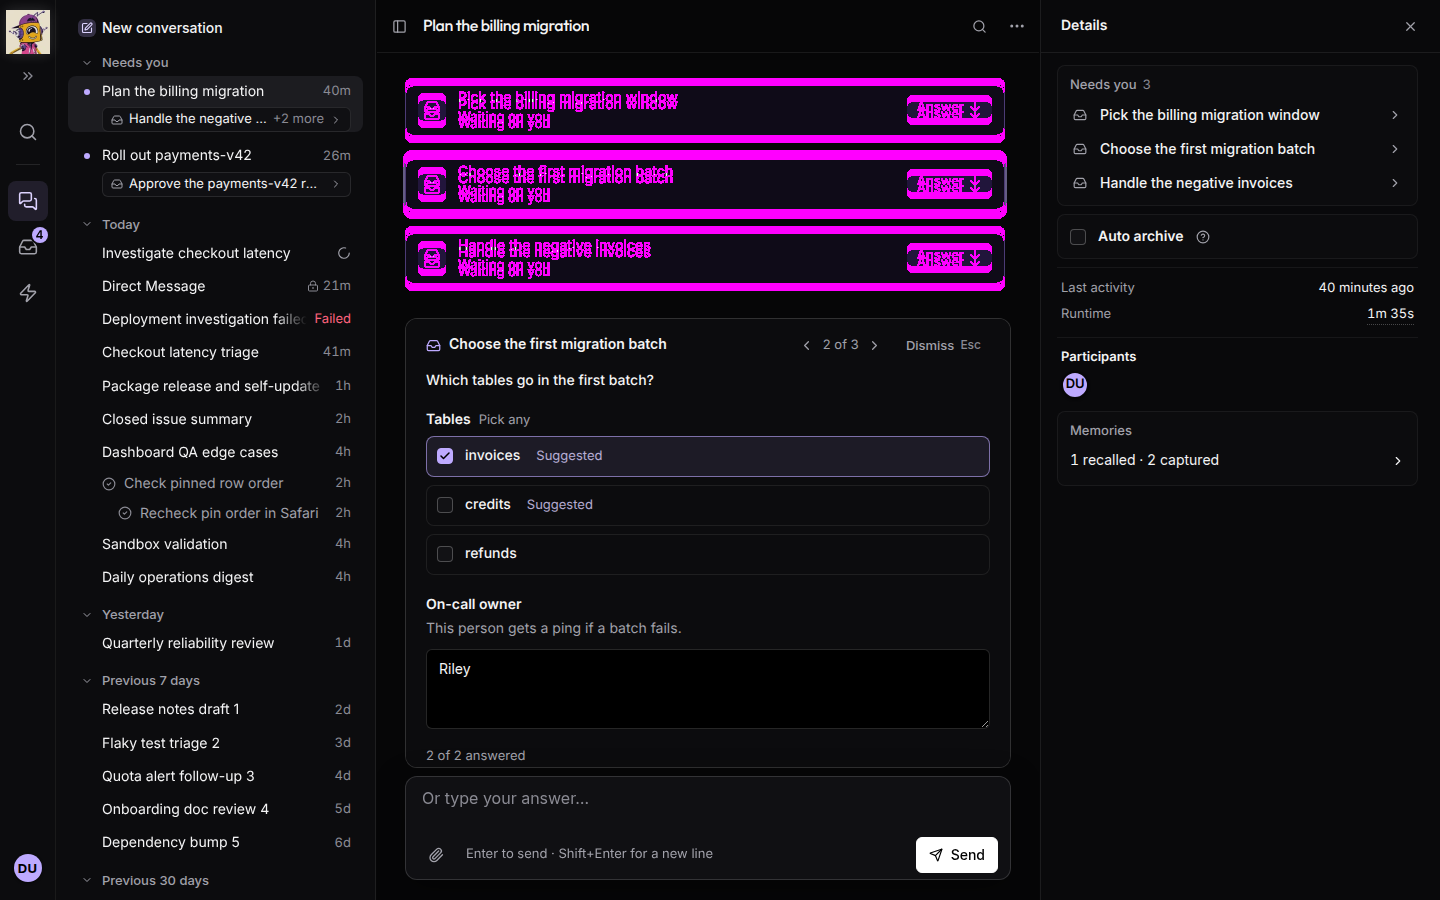 New conversation
Needs you
Plan the billing migration 40m
Handle the negative ... +2 more
Roll out payments-v42 26m
Approve the payments-v42 r...
4
Today
Investigate checkout latency
Direct Message 21m
Deployment investigation failed Failed
Checkout latency triage 41m
Package release and self-update 1h
Closed issue summary 2h
Dashboard QA edge cases 4h
Check pinned row order 2h
Recheck pin order in Safari 2h
Sandbox validation 4h
Daily operations digest 4h
Yesterday
Quarterly reliability review 1d
Previous 7 days
Release notes draft 1 2d
Flaky test triage 2 3d
Quota alert follow-up 3 4d
Onboarding doc review 4 5d
Dependency bump 5 6d
Previous 30 days
DU
Plan the billing migration
Pick the billing migration window
Waiting on you
Answer
Choose the first migration batch
Waiting on you
Answer
Handle the negative invoices
Waiting on you
Answer
Choose the first migration batch 2 of 3 Dismiss Esc
Which tables go in the first batch?
Tables Pick any
invoices Suggested
credits Suggested
refunds
On-call owner
This person gets a ping if a batch fails.
Riley
2 of 2 answered
Or type your answer...
Enter to send · Shift+Enter for a new line Send
Details
Needs you 3
Pick the billing migration window
Choose the first migration batch
Handle the negative invoices
Auto archive
Last activity 40 minutes ago
Runtime 1m 35s
Participants
DU
Memories
1 recalled · 2 captured